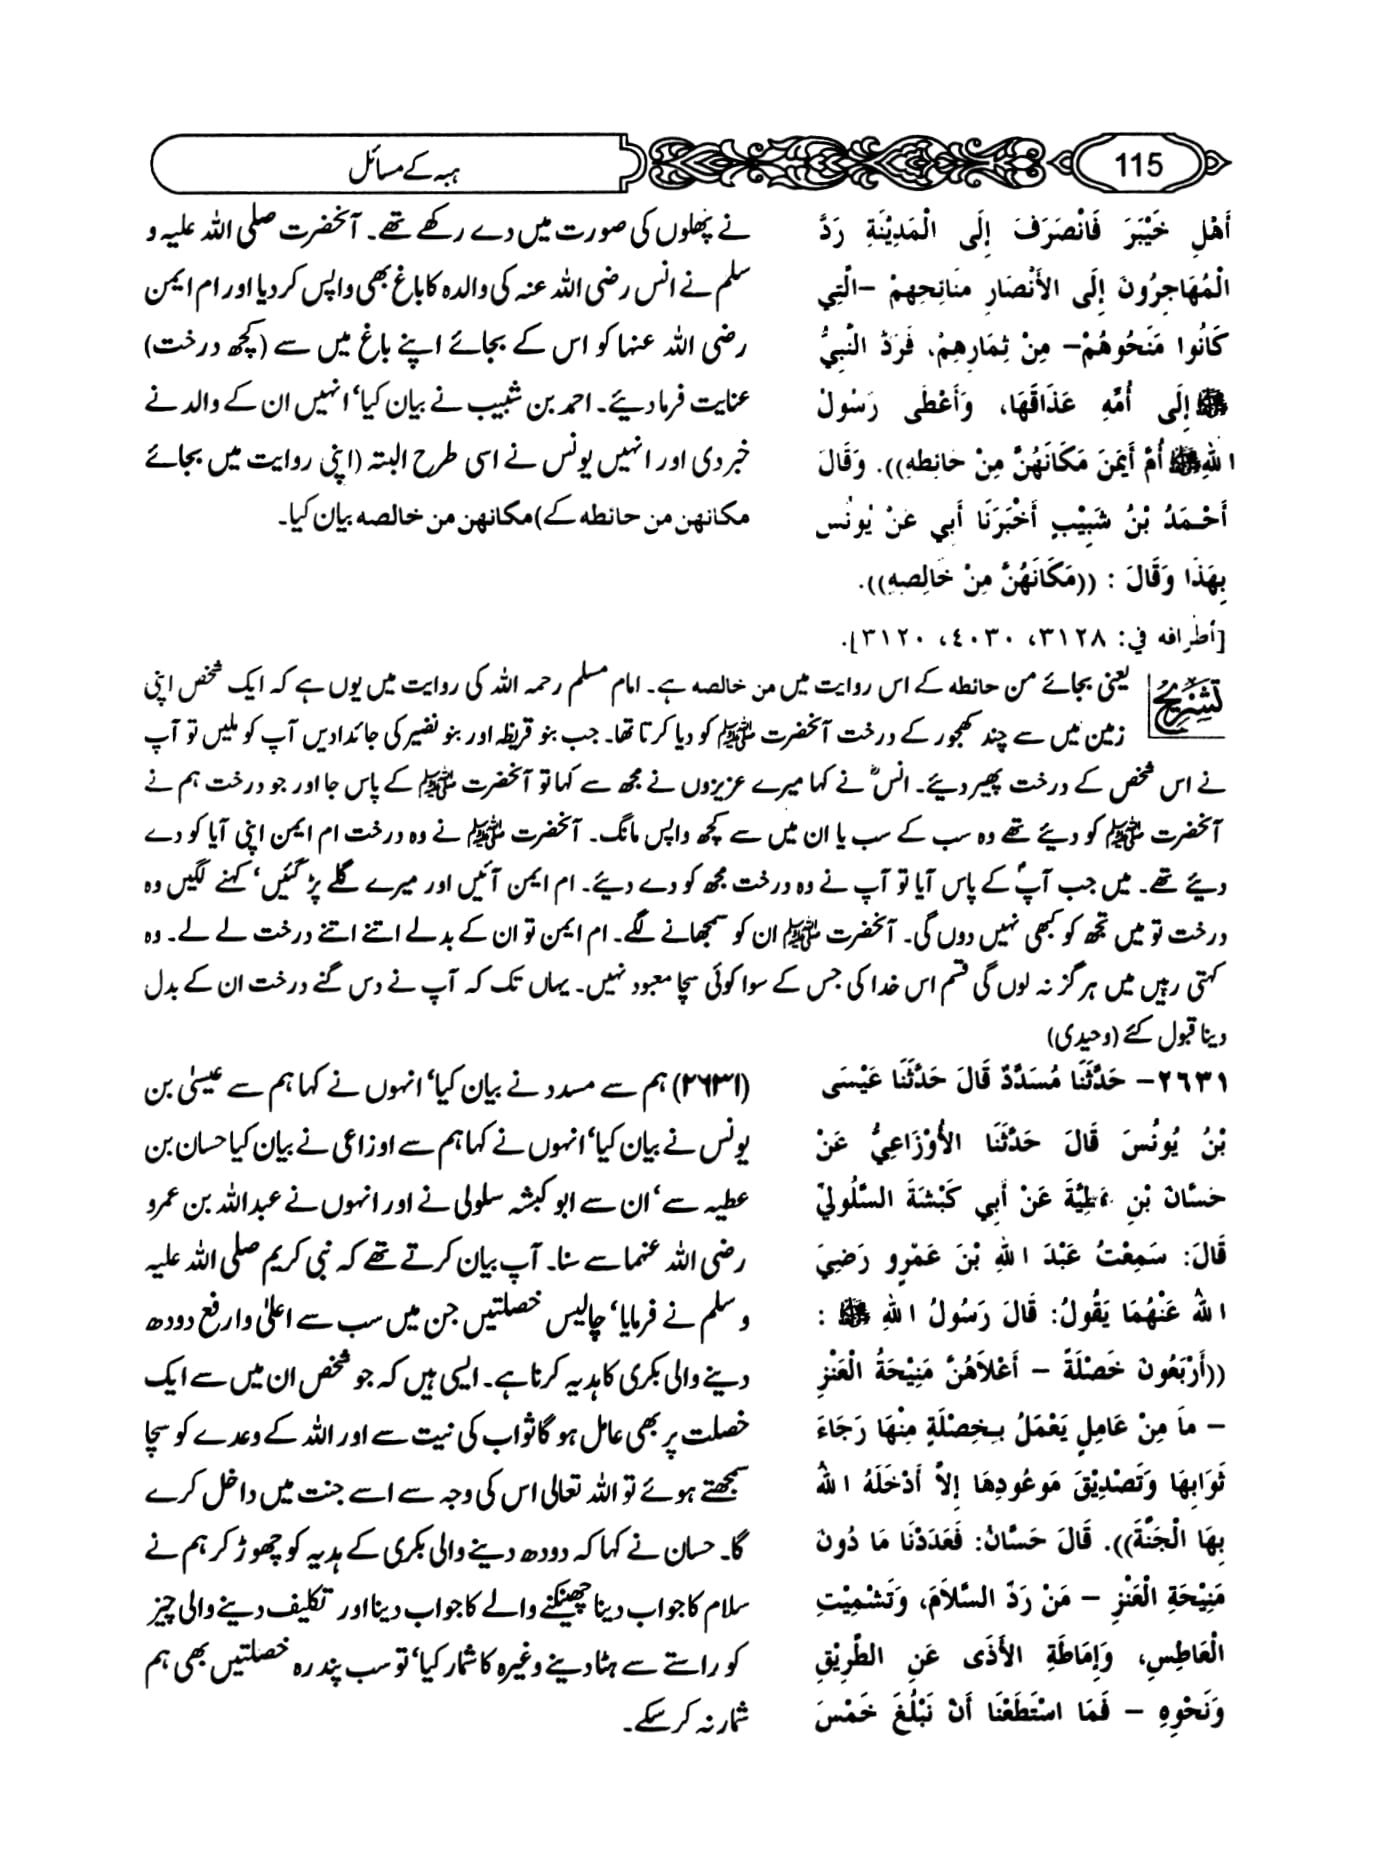 115
ہبہ کے مسائل
أَهْلِ خَيْبَرَ فَانْصَرَفَ إِلَى الْمَدِيْنَةِ رَدَّ
الْمُهَاجِرُونَ إِلَى الأَنْصَارِ مَنَائِحِهِمْ -الَّتِي
كَانُوا مَنَحُوهُمْ- مِنْ ثِمَارِهِمْ، فَرَدَّ النَّبِيُّ
ﷺ إِلَى أُمِّهِ عَذَاقَهَا، وَأَعْطَى رَسُولُ
اللهِ ﷺ أُمَّ أَيْمَنَ مَكَانَهُنَّ مِنْ حَائِطِهِ)). وَقَالَ
أَحْمَدُ بْنُ شَبِيْبٍ أَخْبَرَنَا أَبِي عَنْ يُونُسَ
بِهَذَا وَقَالَ : ((مَكَانَهُنَّ مِنْ خَالِصِهِ)).
[أطرافه في: ٣١٢٨، ٤٠٣٠، ٣١٢٠].
نے پھلوں کی صورت میں دے رکھے تھے۔ آنحضرت صلی اللہ علیہ و
سلم نے انس رضی اللہ عنہ کی والدہ کا باغ بھی واپس کر دیا اور ام ایمن
رضی اللہ عنہا کو اس کے بجائے اپنے باغ میں سے (کچھ درخت)
عنایت فرما دیئے۔ احمد بن شبیب نے بیان کیا‘ انہیں ان کے والد نے
خبر دی اور انہیں یونس نے اسی طرح البتہ (اپنی روایت میں بجائے
مکانھن من حائطہ کے) مکانھن من خالصہ بیان کیا۔
تشریح
یعنی بجائے من حائطہ کے اس روایت میں من خالصہ ہے۔ امام مسلم رحمہ اللہ کی روایت میں یوں ہے کہ ایک شخص اپنی
زمین میں سے چند کھجور کے درخت آنحضرت ﷺ کو دیا کرتا تھا۔ جب بنو قریظہ اور بنو نضیر کی جائدادیں آپ کو ملیں تو آپ
نے اس شخص کے درخت پھیر دیئے۔ انسؓ نے کہا میرے عزیزوں نے مجھ سے کہا تو آنحضرت ﷺ کے پاس جا اور جو درخت ہم نے
آنحضرت ﷺ کو دیئے تھے وہ سب کے سب یا ان میں سے کچھ واپس مانگ۔ آنحضرت ﷺ نے وہ درخت ام ایمن اپنی آیا کو دے
دیئے تھے۔ میں جب آپؐ کے پاس آیا تو آپ نے وہ درخت مجھ کو دے دیئے۔ ام ایمن آئیں اور میرے گلے پڑ گئیں‘ کہنے لگیں وہ
درخت تو میں تجھ کو کبھی نہیں دوں گی۔ آنحضرت ﷺ ان کو سمجھانے لگے۔ ام ایمن تو ان کے بدلے اتنے اتنے درخت لے لے۔ وہ
کہتی رہیں میں ہرگز نہ لوں گی قسم اس خدا کی جس کے سوا کوئی سچا معبود نہیں۔ یہاں تک کہ آپ نے دس گنے درخت ان کے بدل
دینا قبول کئے (وحیدی)
٢٦٣١- حَدَّثَنَا مُسَدَّدٌ قَالَ حَدَّثَنَا عَيْسَى
بْنُ يُونُسَ قَالَ حَدَّثَنَا الأَوْزَاعِيُّ عَنْ
حَسَّانَ بْنِ عَطِيَّةَ عَنْ أَبِي كَبْشَةَ السَّلُولِيِّ
قَالَ: سَمِعْتُ عَبْدَ اللهِ بْنَ عَمْرٍو رَضِيَ
اللهُ عَنْهُمَا يَقُولُ: قَالَ رَسُولُ اللهِ ﷺ :
((أَرْبَعُونَ خَصْلَةً – أَعْلاَهُنَّ مَنِيْحَةُ الْعَنْزِ
– مَا مِنْ عَامِلٍ يَعْمَلُ بِخِصْلَةٍ مِنْهَا رَجَاءَ
ثَوَابِهَا وَتَصْدِيْقَ مَوعُودِهَا إِلاَّ أَدْخَلَهُ اللهُ
بِهَا الْجَنَّةَ)). قَالَ حَسَّانُ: فَعَدَدْنَا مَا دُونَ
مَنِيْحَةِ الْعَنْزِ – مَنْ رَدِّ السَّلاَمَ، وَتَشْمِيْتِ
الْعَاطِسِ، وَإِمَاطَةِ الأَذَى عَنِ الطَّرِيْقِ
وَنَحْوِهِ – فَمَا اسْتَطَعْنَا أَنْ نَبْلُغَ خَمْسَ
(۲۶۳۱) ہم سے مسدد نے بیان کیا‘ انہوں نے کہا ہم سے عیسیٰ بن
یونس نے بیان کیا‘ انہوں نے کہا ہم سے اوزاعی نے بیان کیا حسان بن
عطیہ سے‘ ان سے ابو کبشہ سلولی نے اور انہوں نے عبداللہ بن عمرو
رضی اللہ عنہما سے سنا۔ آپ بیان کرتے تھے کہ نبی کریم صلی اللہ علیہ
و سلم نے فرمایا‘ چالیس خصلتیں جن میں سب سے اعلیٰ و ارفع دودھ
دینے والی بکری کا ہدیہ کرنا ہے۔ ایسی ہیں کہ جو شخص ان میں سے ایک
خصلت پر بھی عامل ہو گا ثواب کی نیت سے اور اللہ کے وعدے کو سچا
سمجھتے ہوئے تو اللہ تعالیٰ اس کی وجہ سے اسے جنت میں داخل کرے
گا۔ حسان نے کہا کہ دودھ دینے والی بکری کے ہدیہ کو چھوڑ کر ہم نے
سلام کا جواب دینا چھینکنے والے کا جواب دینا اور تکلیف دینے والی چیز
کو راستے سے ہٹا دینے وغیرہ کا شمار کیا‘ تو سب پندرہ خصلتیں بھی ہم
شمار نہ کر سکے۔